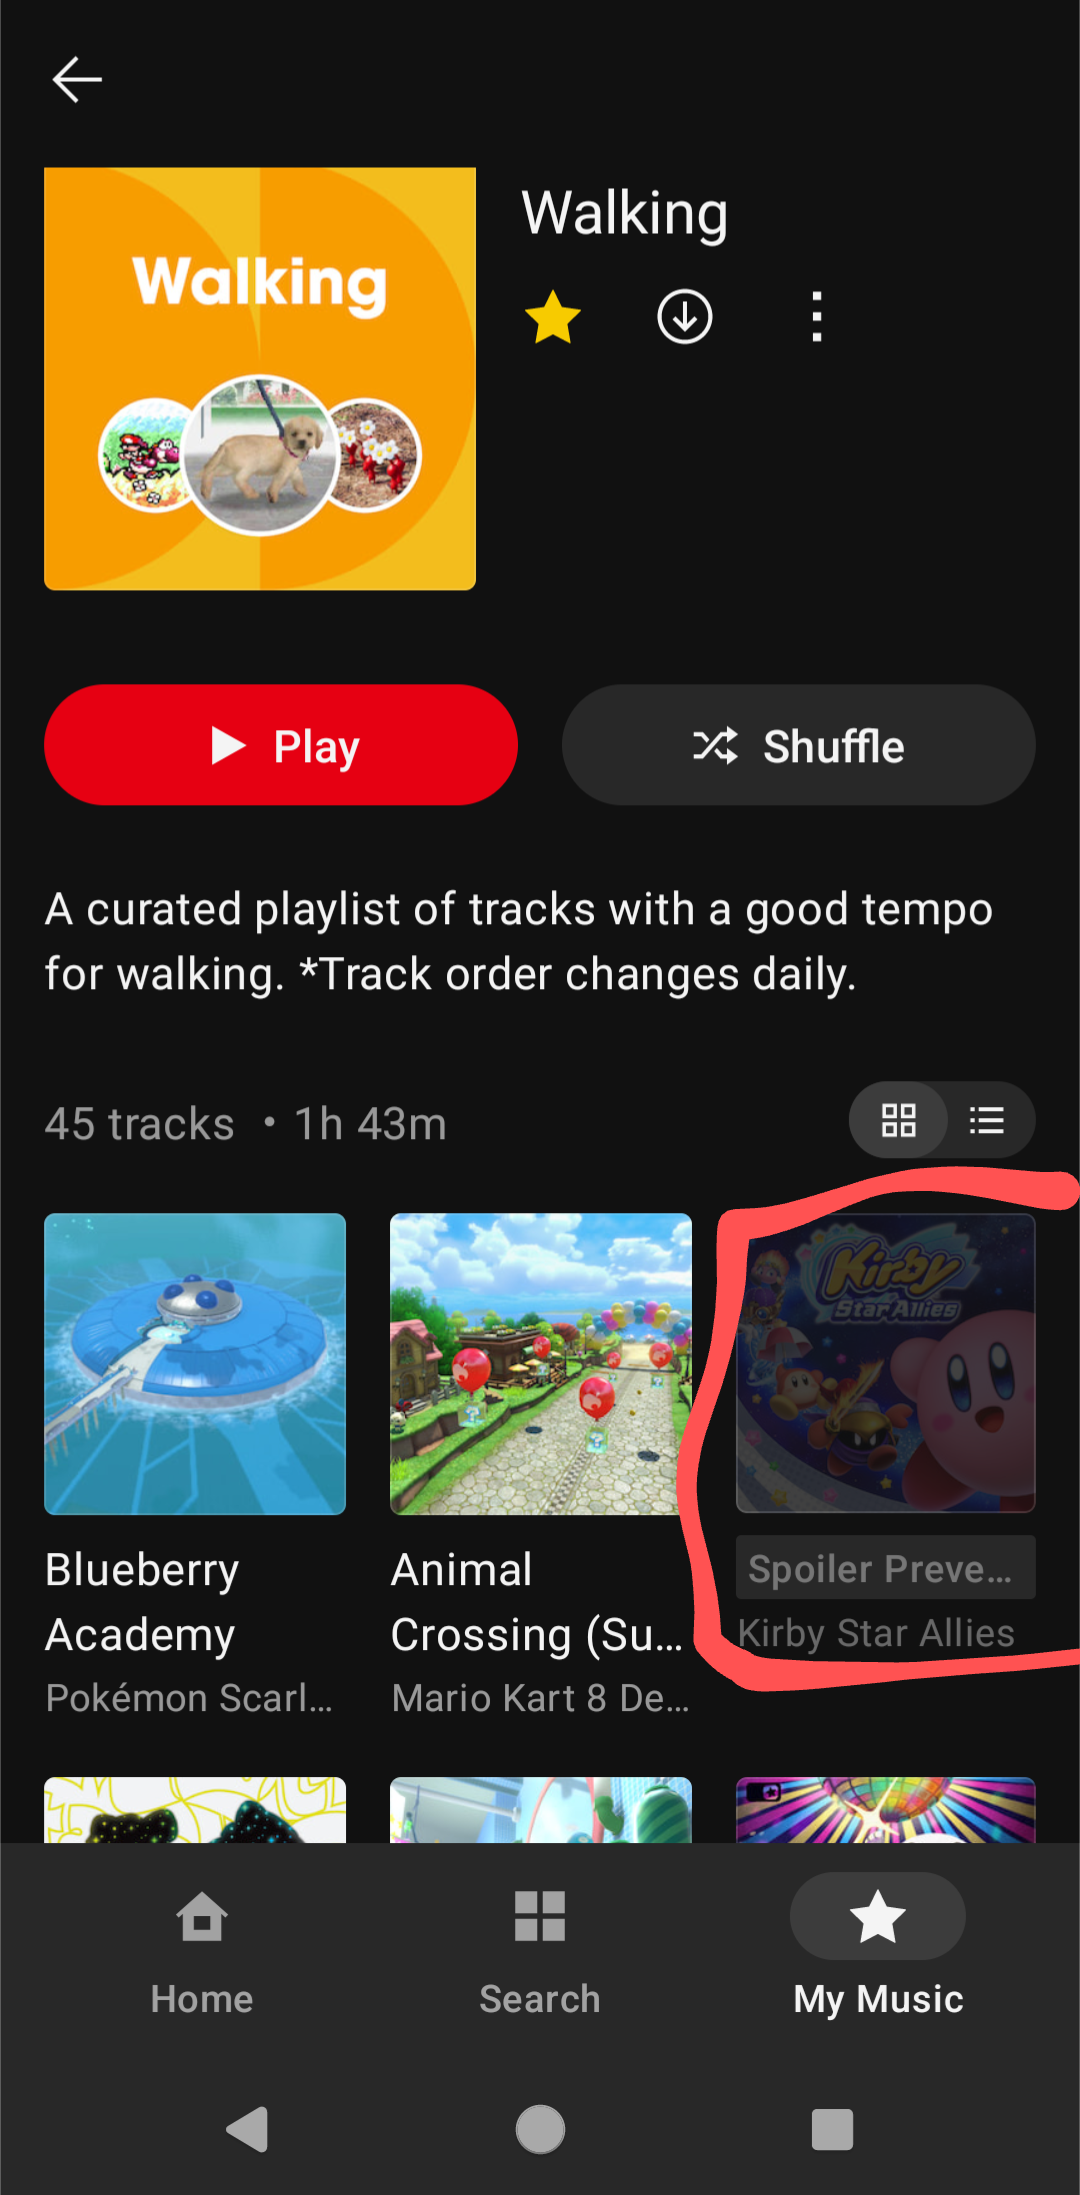 Walking
Walking
Play
Shuffle
A curated playlist of tracks with a good tempo
for walking. *Track order changes daily.
45 tracks • 1h 43m
Kirby
Star Allies
Blueberry
Academy
Pokémon Scarl...
Animal
Crossing (Su...
Mario Kart 8 De...
Spoiler Preve...
Kirby Star Allies
Home
Search
My Music